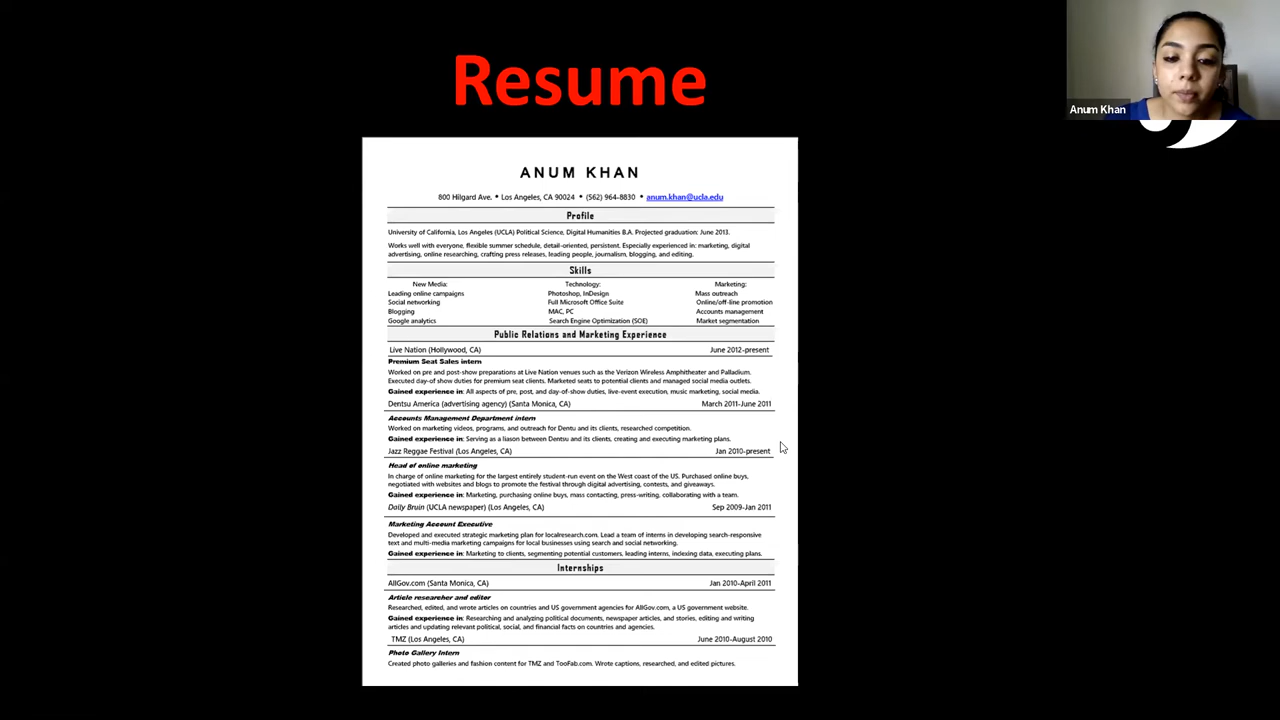 Resume
Anum Khan
ANUM KHAN
800 Hilgard Ave. • Los Angeles, CA 90024 • (562) 964-8830 • anum.khan@ucla.edu
Profile
University of California, Los Angeles (UCLA) Political Science, Digital Humanities B.A. Projected graduation: June 2013.
Works well with everyone, flexible summer schedule, detail-oriented, persistent. Especially experienced in: marketing, digital
advertising, online researching, crafting press releases, leading people, journalism, blogging, and editing.
Skills
New Media: Technology: Marketing:
Leading online campaigns Photoshop, InDesign Mass outreach
Social networking Full Microsoft Office Suite Online/off-line promotion
Blogging MAC, PC Accounts management
Google analytics Search Engine Optimization (SOE) Market segmentation
Public Relations and Marketing Experience
Live Nation (Hollywood, CA) June 2012-present
Premium Seat Sales intern
Worked on pre and post-show preparations at Live Nation venues such as the Verizon Wireless Amphitheater and Palladium.
Executed day-of show duties for premium seat clients. Marketed seats to potential clients and managed social media outlets.
Gained experience in: All aspects of pre, post, and day-of-show duties, live-event execution, music marketing, social media.
Dentsu America (advertising agency) (Santa Monica, CA) March 2011-June 2011
Accounts Management Department intern
Worked on marketing videos, programs, and outreach for Dentu and its clients, researched competition.
Gained experience in: Serving as a liason between Dentsu and its clients, creating and executing marketing plans.
Jazz Reggae Festival (Los Angeles, CA) Jan 2010-present
Head of online marketing
In charge of online marketing for the largest entirely student-run event on the West coast of the US. Purchased online buys,
negotiated with websites and blogs to promote the festival through digital advertising, contests, and giveaways.
Gained experience in: Marketing, purchasing online buys, mass contacting, press-writing, collaborating with a team.
Daily Bruin (UCLA newspaper) (Los Angeles, CA) Sep 2009-Jan 2011
Marketing Account Executive
Developed and executed strategic marketing plan for localresearch.com. Lead a team of interns in developing search-responsive
text and multi-media marketing campaigns for local businesses using search and social networking.
Gained experience in: Marketing to clients, segmenting potential customers, leading interns, indexing data, executing plans.
Internships
AllGov.com (Santa Monica, CA) Jan 2010-April 2011
Article researcher and editor
Researched, edited, and wrote articles on countries and US government agencies for AllGov.com, a US government website.
Gained experience in: Researching and analyzing political documents, newspaper articles, and stories, editing and writing
articles and updating relevant political, social, and financial facts on countries and agencies.
TMZ (Los Angeles, CA) June 2010-August 2010
Photo Gallery Intern
Created photo galleries and fashion content for TMZ and TooFab.com. Wrote captions, researched, and edited pictures.